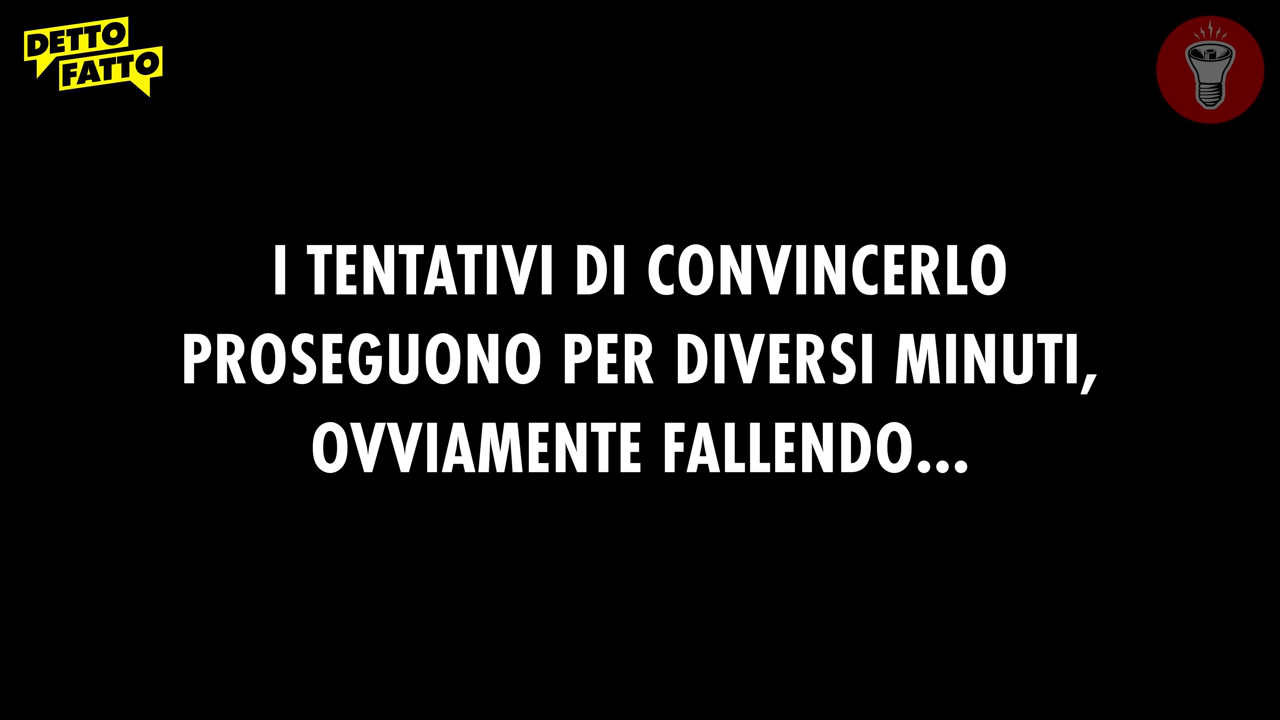 DETTO
FATTO
I TENTATIVI DI CONVINCERLO
PROSEGUONO PER DIVERSI MINUTI,
OVVIAMENTE FALLENDO...